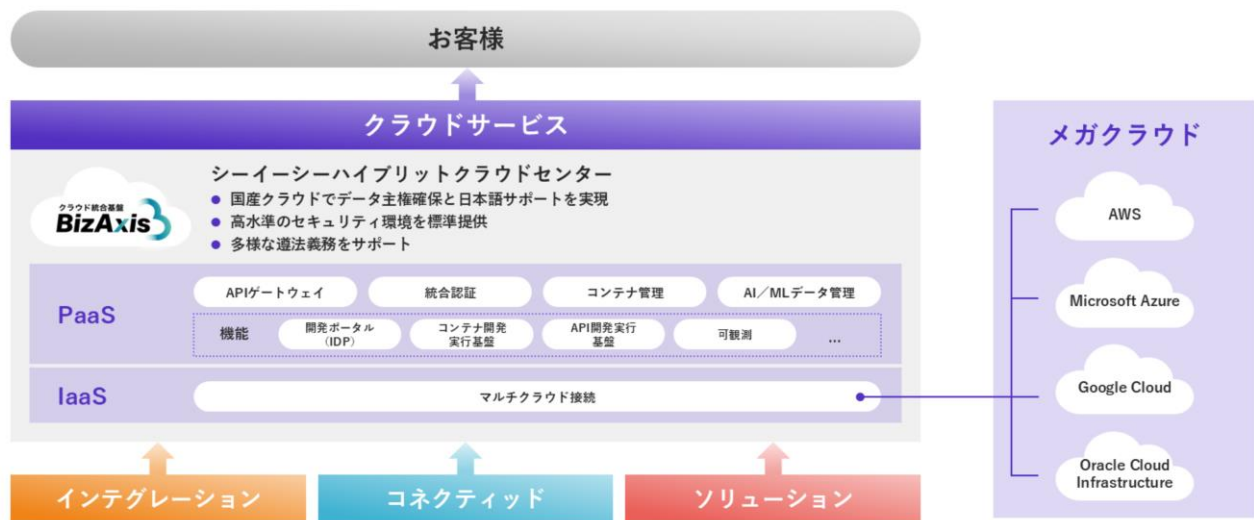 お客様
クラウドサービス
クラウド統合基盤
BizAxis
シーイーシーハイブリットクラウドセンター
● 国産クラウドでデータ主権確保と日本語サポートを実現
● 高水準のセキュリティ環境を標準提供
● 多様な遵法義務をサポート
PaaS
APIゲートウェイ
統合認証
コンテナ管理
AI／MLデータ管理
機能
開発ポータル
（IDP）
コンテナ開発
実行基盤
API開発実行
基盤
可観測
…
IaaS
マルチクラウド接続
インテグレーション
コネクティッド
ソリューション
メガクラウド
AWS
Microsoft Azure
Google Cloud
Oracle Cloud
Infrastructure